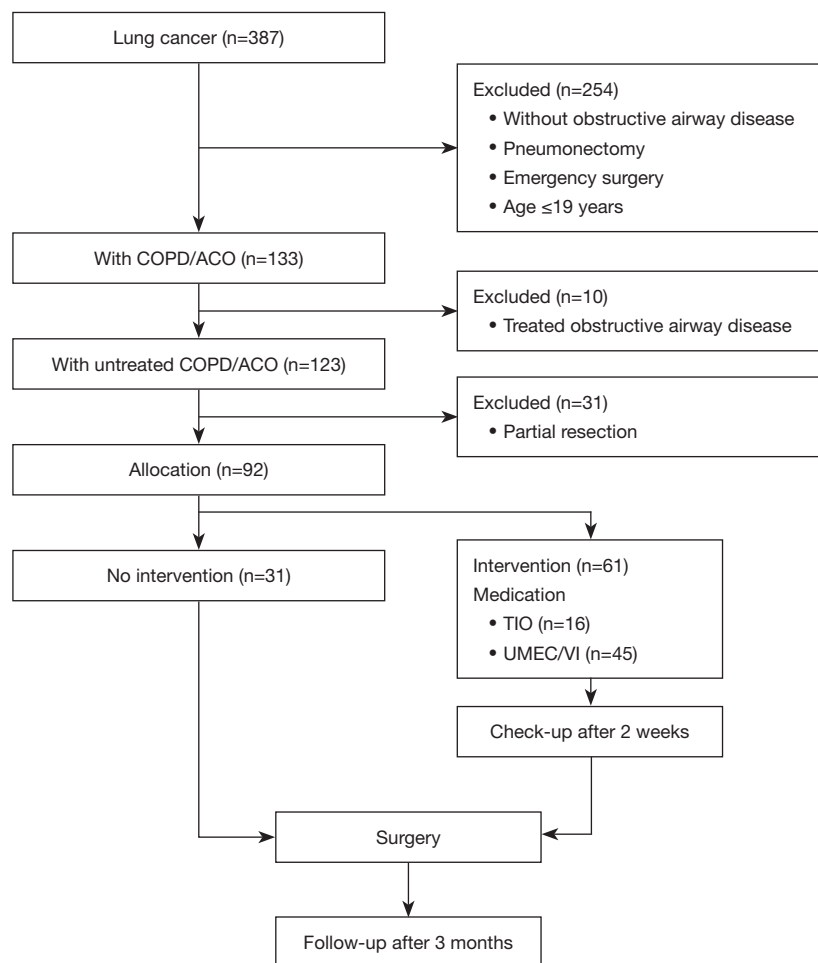 Lung cancer (n=387)
Excluded (n=254)
• Without obstructive airway disease
• Pneumonectomy
• Emergency surgery
• Age ≤19 years
With COPD/ACO (n=133)
Excluded (n=10)
• Treated obstructive airway disease
With untreated COPD/ACO (n=123)
Excluded (n=31)
• Partial resection
Allocation (n=92)
No intervention (n=31)
Intervention (n=61)
Medication
• TIO (n=16)
• UMEC/VI (n=45)
Check-up after 2 weeks
Surgery
Follow-up after 3 months